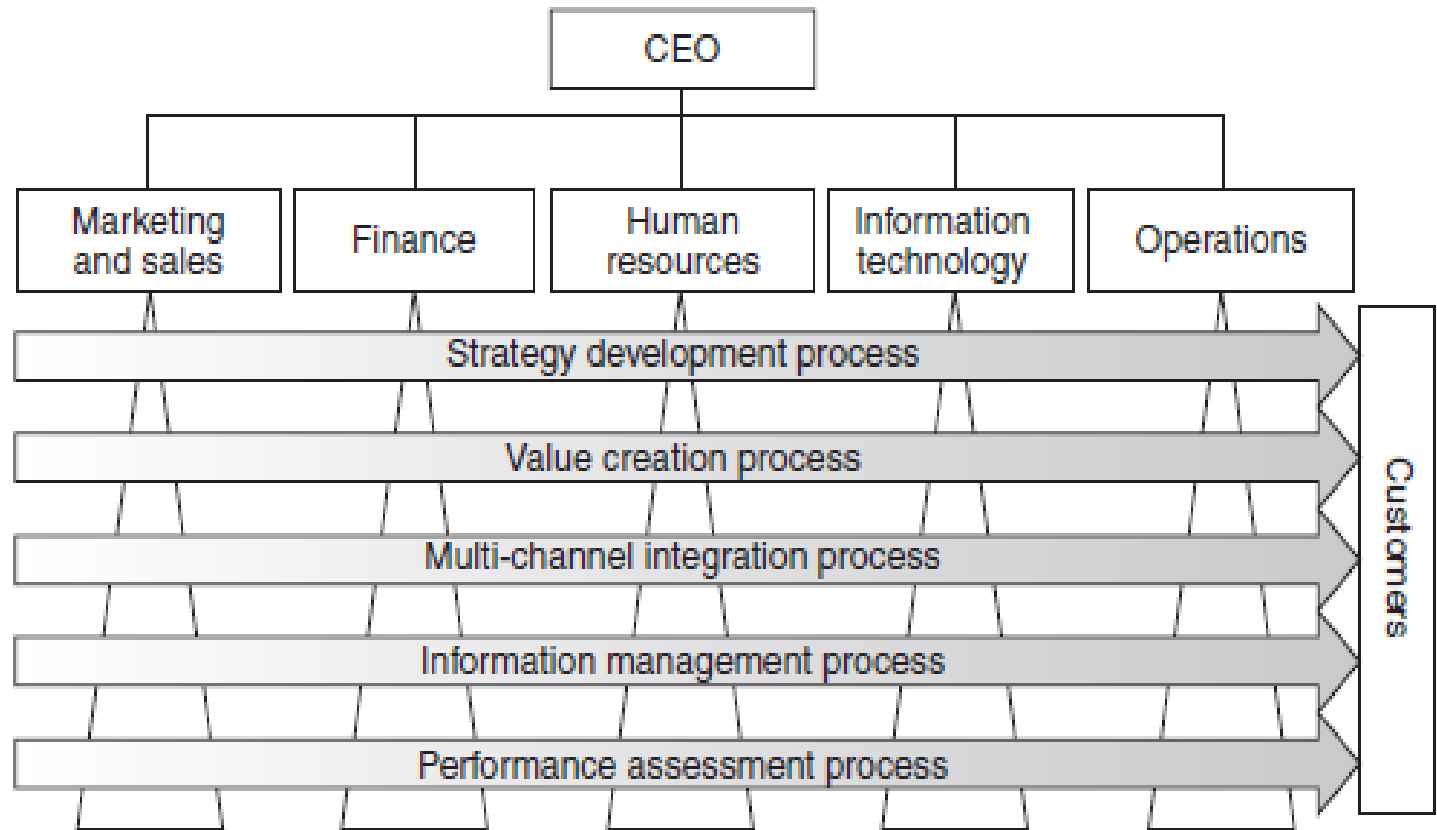 CEO
Marketing
and sales
Finance
Human
resources
Information
technology
Operations
Strategy development process
Value creation process
Multi-channel integration process
Information management process
Performance assessment process
Customers